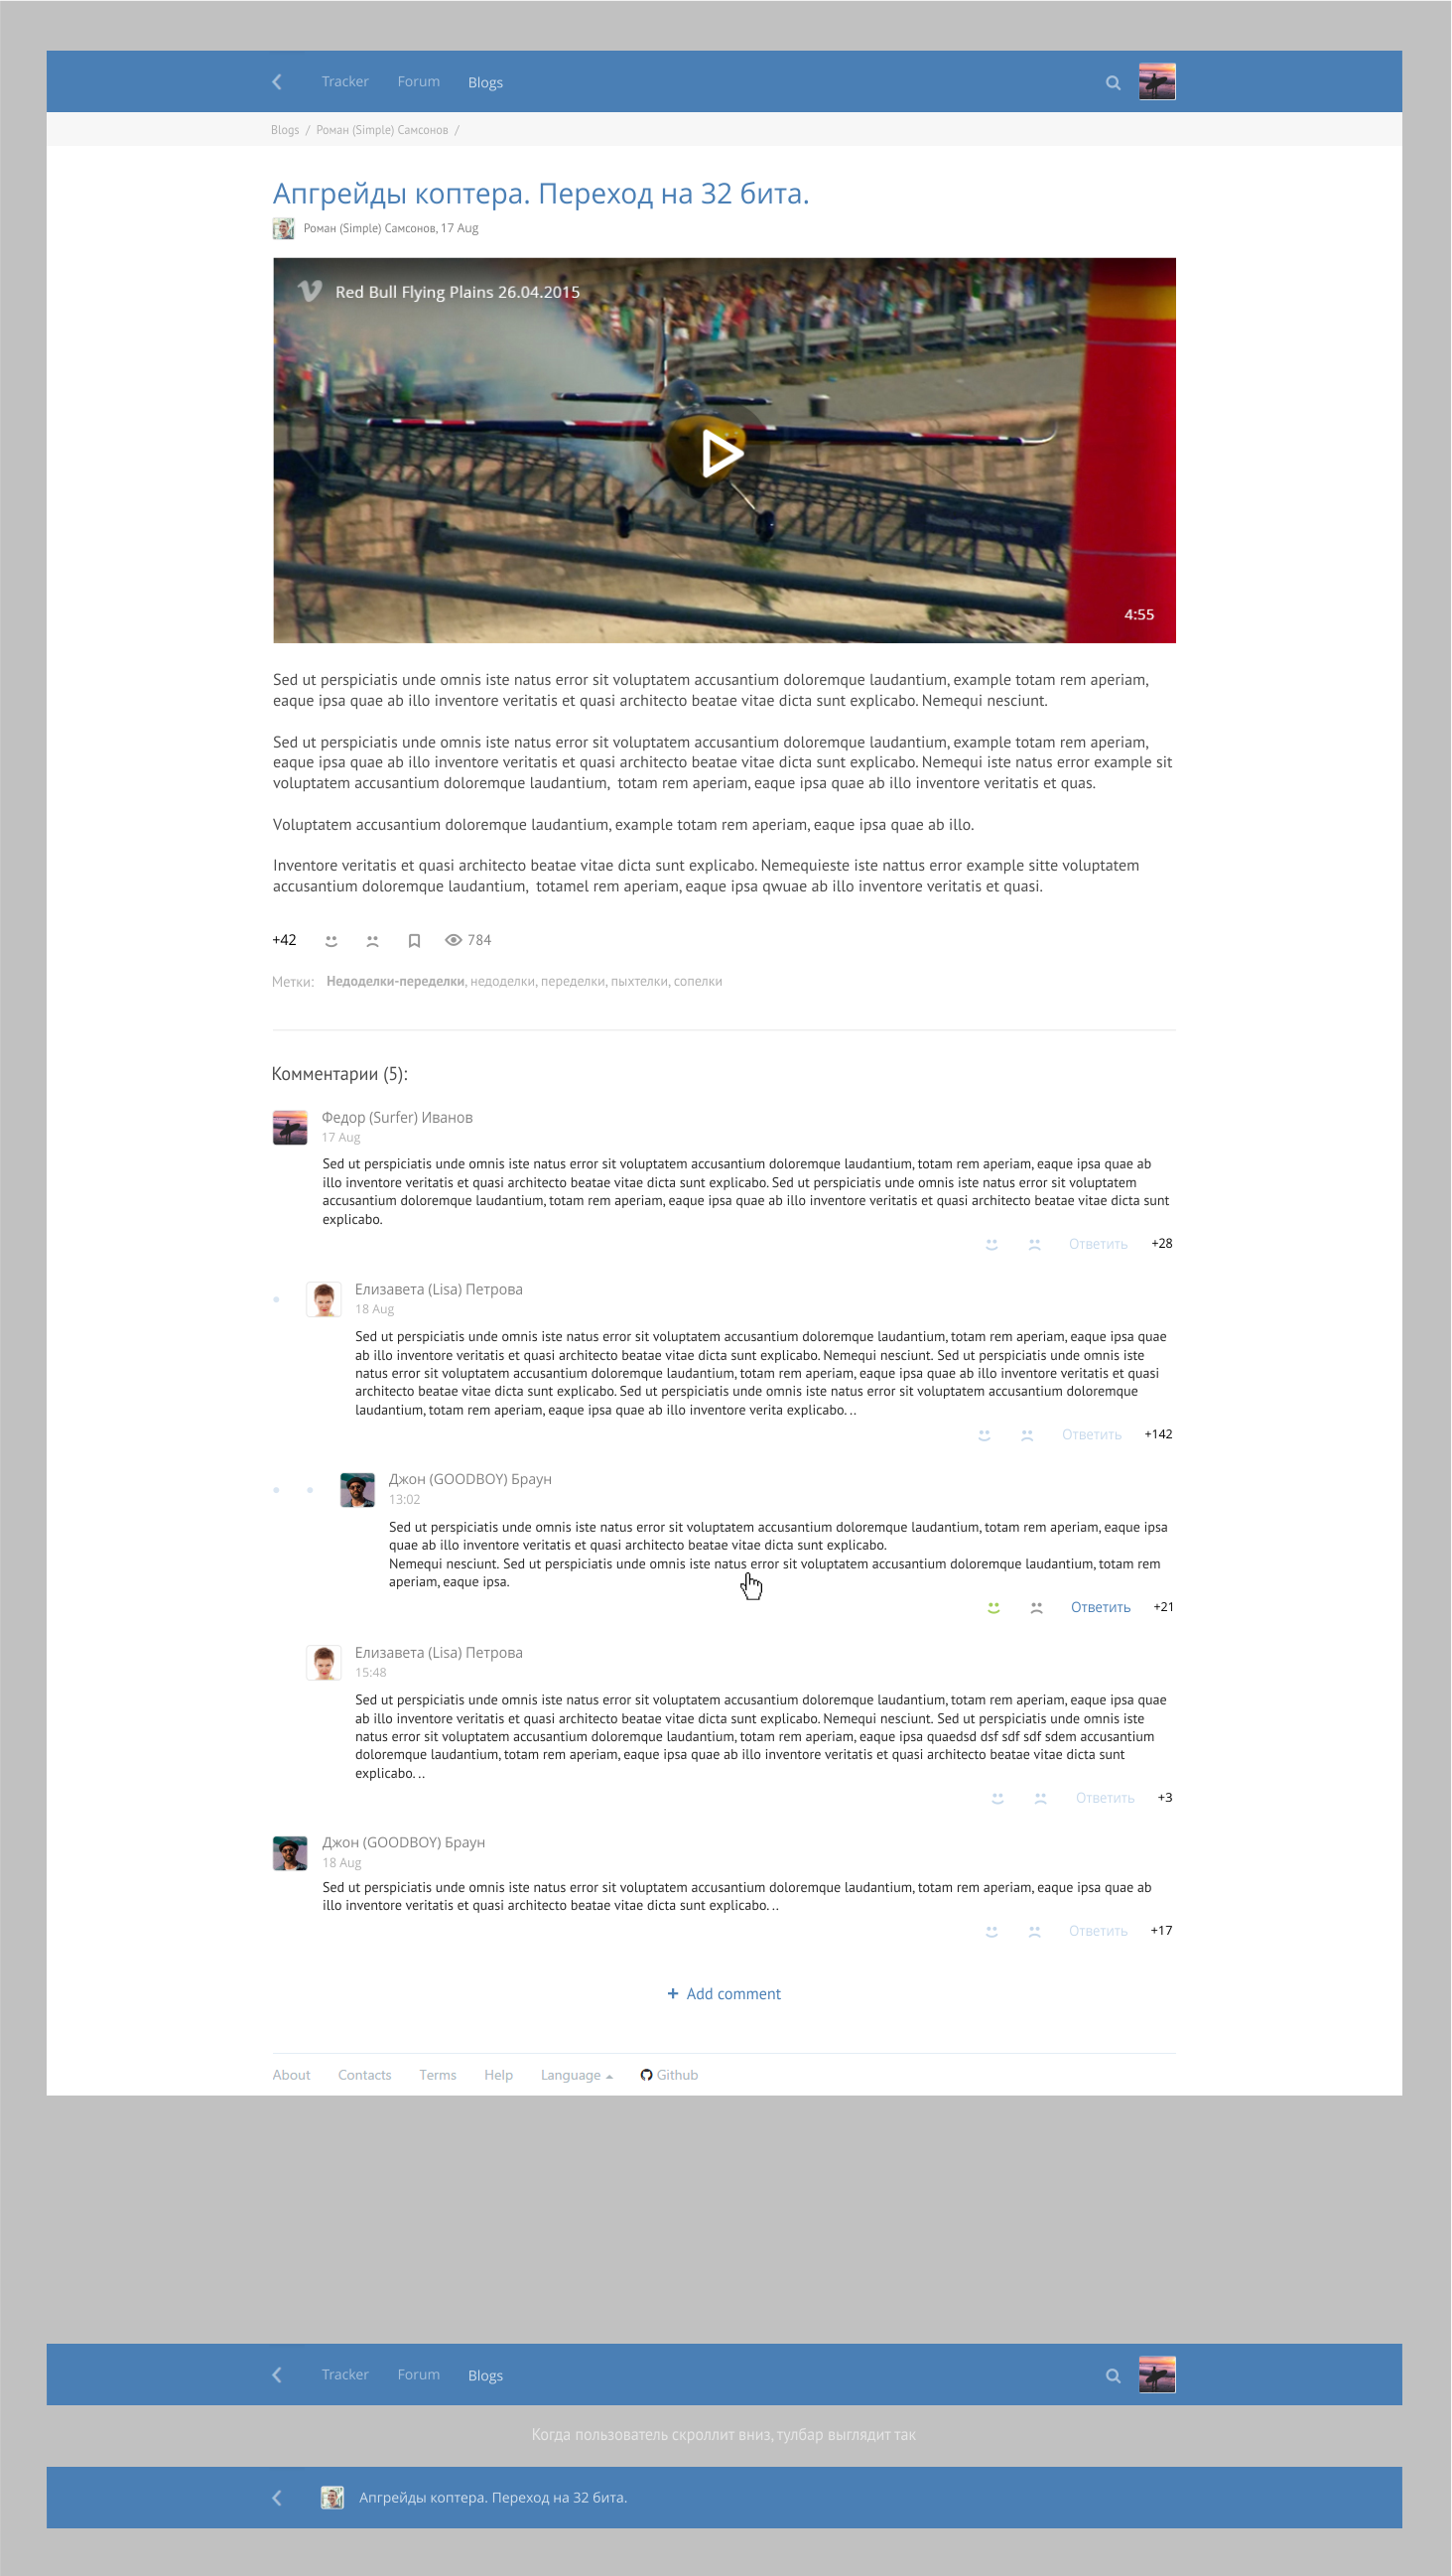 Tracker Forum Blogs
Blogs / Роман (Simple) Самсонов /
Апгрейды коптера. Переход на 32 бита.
Роман (Simple) Самсонов, 17 Aug
Red Bull Flying Plains 26.04.2015
4:55
Sed ut perspiciatis unde omnis iste natus error sit voluptatem accusantium doloremque laudantium, example totam rem aperiam,
eaque ipsa quae ab illo inventore veritatis et quasi architecto beatae vitae dicta sunt explicabo. Nemequi nesciunt.
Sed ut perspiciatis unde omnis iste natus error sit voluptatem accusantium doloremque laudantium, example totam rem aperiam,
eaque ipsa quae ab illo inventore veritatis et quasi architecto beatae vitae dicta sunt explicabo. Nemequi iste natus error example sit
voluptatem accusantium doloremque laudantium, totam rem aperiam, eaque ipsa quae ab illo inventore veritatis et quas.
Voluptatem accusantium doloremque laudantium, example totam rem aperiam, eaque ipsa quae ab illo.
Inventore veritatis et quasi architecto beatae vitae dicta sunt explicabo. Nemequieste iste nattus error example sitte voluptatem
accusantium doloremque laudantium, totamel rem aperiam, eaque ipsa qwuae ab illo inventore veritatis et quasi.
+42 784
Метки: Недоделки-переделки, недоделки, переделки, пыхтелки, сопелки
Комментарии (5):
Федор (Surfer) Иванов
17 Aug
Sed ut perspiciatis unde omnis iste natus error sit voluptatem accusantium doloremque laudantium, totam rem aperiam, eaque ipsa quae ab
illo inventore veritatis et quasi architecto beatae vitae dicta sunt explicabo. Sed ut perspiciatis unde omnis iste natus error sit voluptatem
accusantium doloremque laudantium, totam rem aperiam, eaque ipsa quae ab illo inventore veritatis et quasi architecto beatae vitae dicta sunt
explicabo.
Ответить +28
Елизавета (Lisa) Петрова
18 Aug
Sed ut perspiciatis unde omnis iste natus error sit voluptatem accusantium doloremque laudantium, totam rem aperiam, eaque ipsa quae
ab illo inventore veritatis et quasi architecto beatae vitae dicta sunt explicabo. Nemequi nesciunt. Sed ut perspiciatis unde omnis iste
natus error sit voluptatem accusantium doloremque laudantium, totam rem aperiam, eaque ipsa quae ab illo inventore veritatis et quasi
architecto beatae vitae dicta sunt explicabo. Sed ut perspiciatis unde omnis iste natus error sit voluptatem accusantium doloremque
laudantium, totam rem aperiam, eaque ipsa quae ab illo inventore verita explicabo...
Ответить +142
Джон (GOODBOY) Браун
13:02
Sed ut perspiciatis unde omnis iste natus error sit voluptatem accusantium doloremque laudantium, totam rem aperiam, eaque ipsa
quae ab illo inventore veritatis et quasi architecto beatae vitae dicta sunt explicabo.
Nemequi nesciunt. Sed ut perspiciatis unde omnis iste natus error sit voluptatem accusantium doloremque laudantium, totam rem
aperiam, eaque ipsa.
Ответить +21
Елизавета (Lisa) Петрова
15:48
Sed ut perspiciatis unde omnis iste natus error sit voluptatem accusantium doloremque laudantium, totam rem aperiam, eaque ipsa quae
ab illo inventore veritatis et quasi architecto beatae vitae dicta sunt explicabo. Nemequi nesciunt. Sed ut perspiciatis unde omnis iste
natus error sit voluptatem accusantium doloremque laudantium, totam rem aperiam, eaque ipsa quaedsd dsf sdf sdf sdem accusantium
doloremque laudantium, totam rem aperiam, eaque ipsa quae ab illo inventore veritatis et quasi architecto beatae vitae dicta sunt
explicabo...
Ответить +3
Джон (GOODBOY) Браун
18 Aug
Sed ut perspiciatis unde omnis iste natus error sit voluptatem accusantium doloremque laudantium, totam rem aperiam, eaque ipsa quae ab
illo inventore veritatis et quasi architecto beatae vitae dicta sunt explicabo...
Ответить +17
+ Add comment
About Contacts Terms Help Language Github
Tracker Forum Blogs
Когда пользователь скроллит вниз, тулбар выглядит так
Апгрейды коптера. Переход на 32 бита.